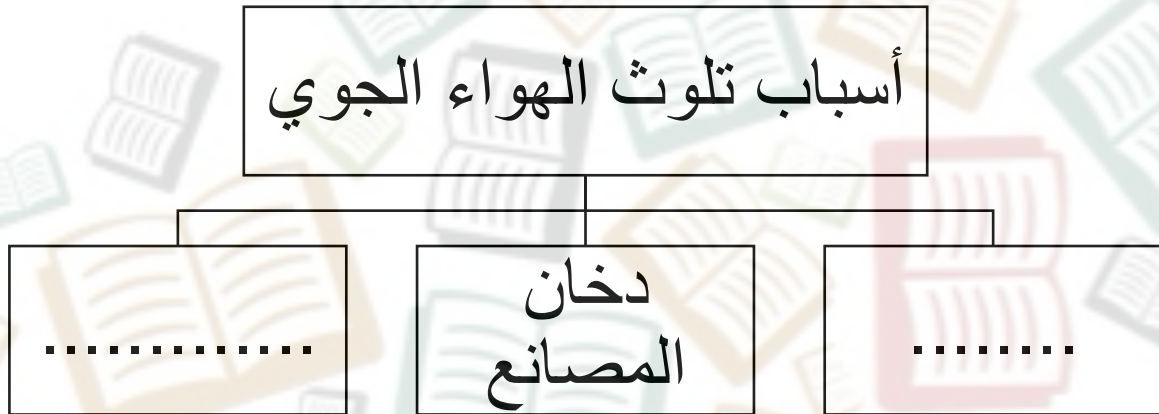 أسباب تلوث الهواء الجوي
........
دخان
المصانع
.............